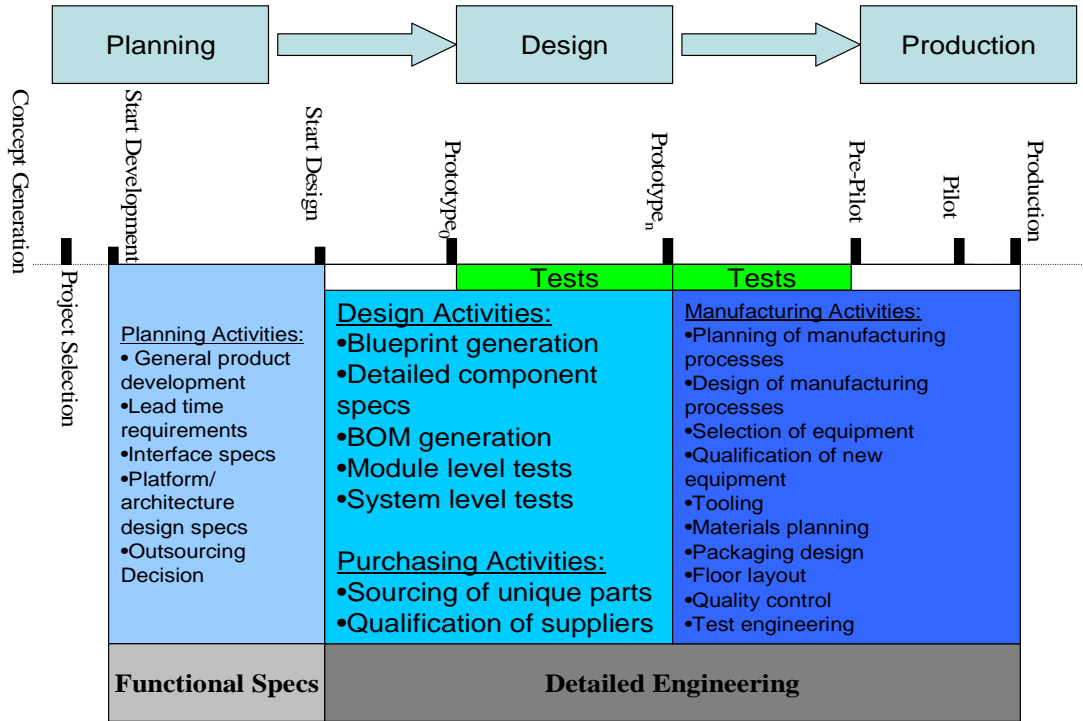 Planning
Design
Production
Concept Generation
Project Selection
Start Development
Start Design
Prototype0
Prototypen
Pre-Pilot
Pilot
Production
Tests
Tests
Planning Activities:
• General product
development
•Lead time
requirements
•Interface specs
•Platform/
architecture
design specs
•Outsourcing
Decision
Design Activities:
•Blueprint generation
•Detailed component
specs
•BOM generation
•Module level tests
•System level tests
Purchasing Activities:
•Sourcing of unique parts
•Qualification of suppliers
Manufacturing Activities:
•Planning of manufacturing
processes
•Design of manufacturing
processes
•Selection of equipment
•Qualification of new
equipment
•Tooling
•Materials planning
•Packaging design
•Floor layout
•Quality control
•Test engineering
Functional Specs
Detailed Engineering